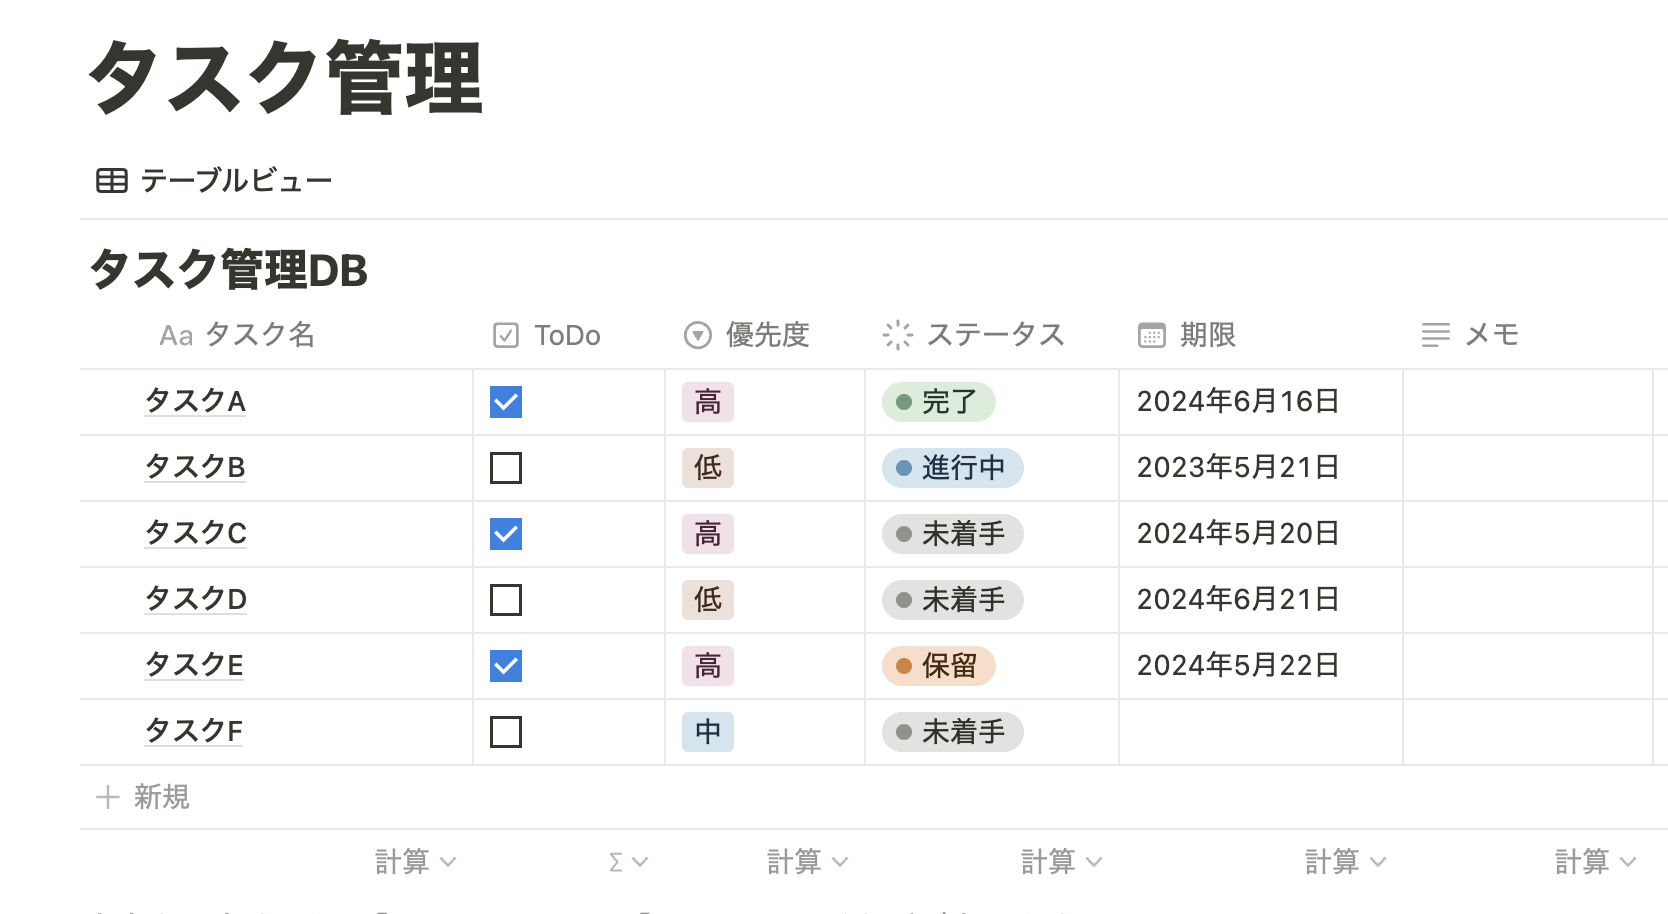 タスク管理
テーブルビュー
タスク管理DB
Aa タスク名 ToDo 優先度 ステータス 期限 メモ
タスクA 高 完了 2024年6月16日
タスクB 低 進行中 2023年5月21日
タスクC 高 未着手 2024年5月20日
タスクD 低 未着手 2024年6月21日
タスクE 高 保留 2024年5月22日
タスクF 中 未着手
+ 新規
計算 Σ 計算 計算 計算 計算